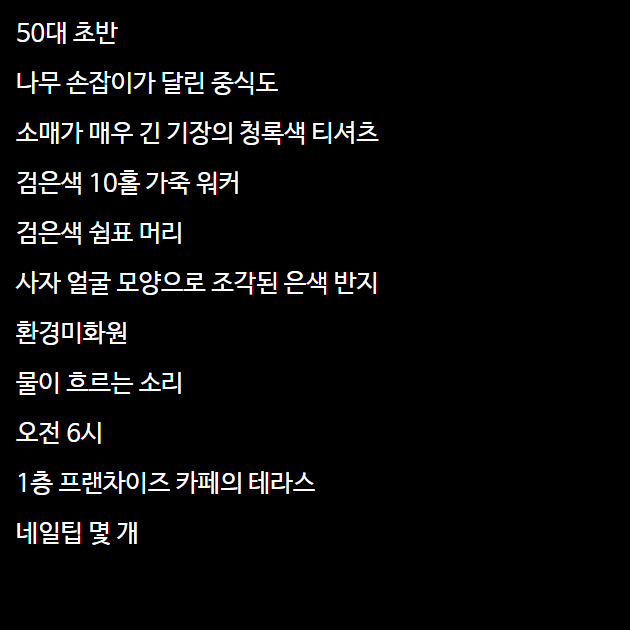 50대 초반
나무 손잡이가 달린 중식도
소매가 매우 긴 기장의 청록색 티셔츠
검은색 10홀 가죽 워커
검은색 쉼표 머리
사자 얼굴 모양으로 조각된 은색 반지
환경미화원
물이 흐르는 소리
오전 6시
1층 프랜차이즈 카페의 테라스
네일팁 몇 개